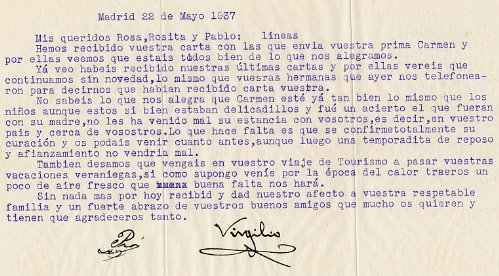 Madrid 22 de Mayo 1937
Mis queridos Rosa,Rosita y Pablo: lineas
Hemos recibido vuestra carta con las que envia vuestra prima Carmen y
por ellas veemos que estais todos bien de lo que nos alegramos.
Yá veo habeis recibido nuestras últimas cartas y por ellas vereis que
continuamos sin novedad,lo mismo que vuesras hermanas que ayer nos telefonea-
ron para decirnos que habian recibido carta vuestra.
No sabeis lo que nos alegra que Carmen esté yá tan bien lo mismo que los
niños aunque estos si bien estaban delicadillos y fué un acierto el que fueran
con su madre,no les ha venido mal su estancia con vosotros,es decir,en vuestro
pais y cerca de vosostros.Lo que hace falta es que se confirmetotalmente su
curación y os podais venir cuanto antes,aunque luego una temporadita de reposo
y afianzamiento no vendria mal.
Tambien desamos que vengais en vuestro viaje de Tourismo a pasar vuestras
vacaciones veraniegas,si como supongo venis por la época del calor traeros un
poco de aire fresco que buena falta nos hará.
Sin nada mas por hoy recibid y dad nuestro afecto a vuestra respetable
familia y un fuerte abrazo de vuestros buenos amigos que mucho os quieren y
tienen que agradeceros tanto.
Virgilio